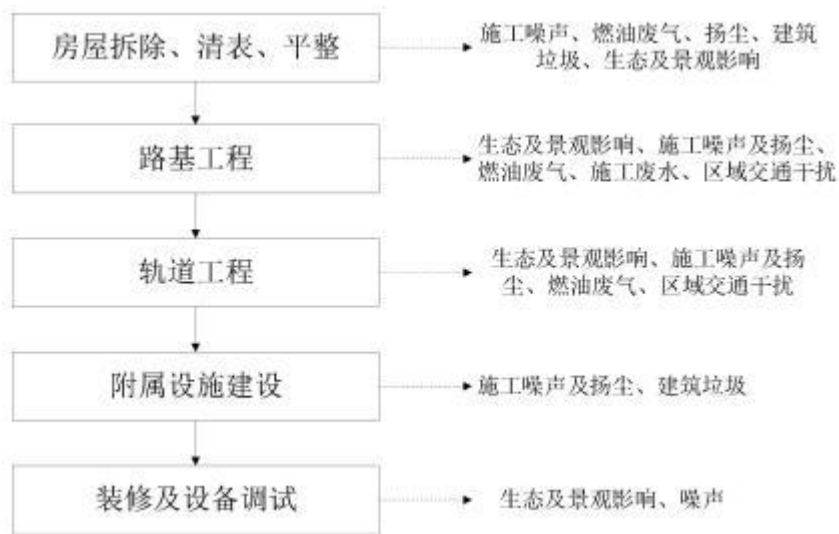 房屋拆除、清表、平整
施工噪声、燃油废气、扬尘、建筑
垃圾、生态及景观影响
路基工程
生态及景观影响、施工噪声及扬尘、
燃油废气、施工废水、区域交通干扰
轨道工程
生态及景观影响、施工噪声及扬
尘、燃油废气、区域交通干扰
附属设施建设
施工噪声及扬尘、建筑垃圾
装修及设备调试
生态及景观影响、噪声